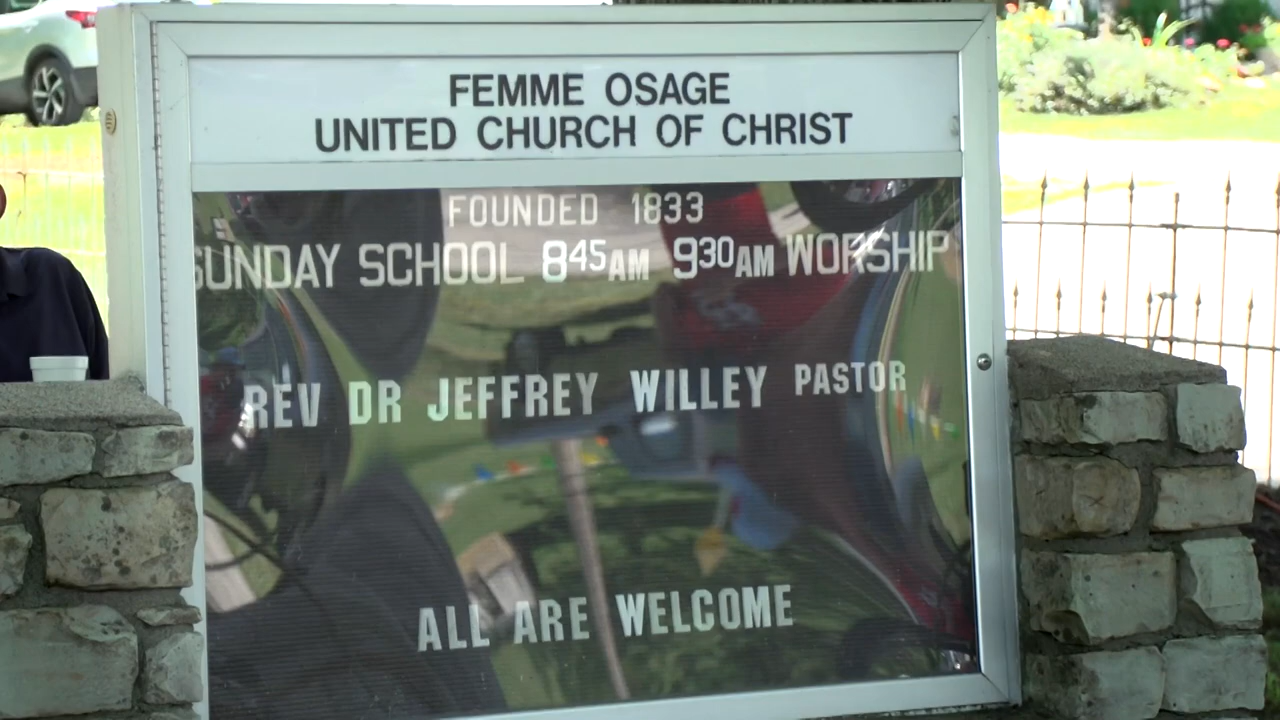 FEMME OSAGE
UNITED CHURCH OF CHRIST
FOUNDED 1833
SUNDAY SCHOOL 845AM 930AM WORSHIP
REV DR JEFFREY WILLEY PASTOR
ALL ARE WELCOME